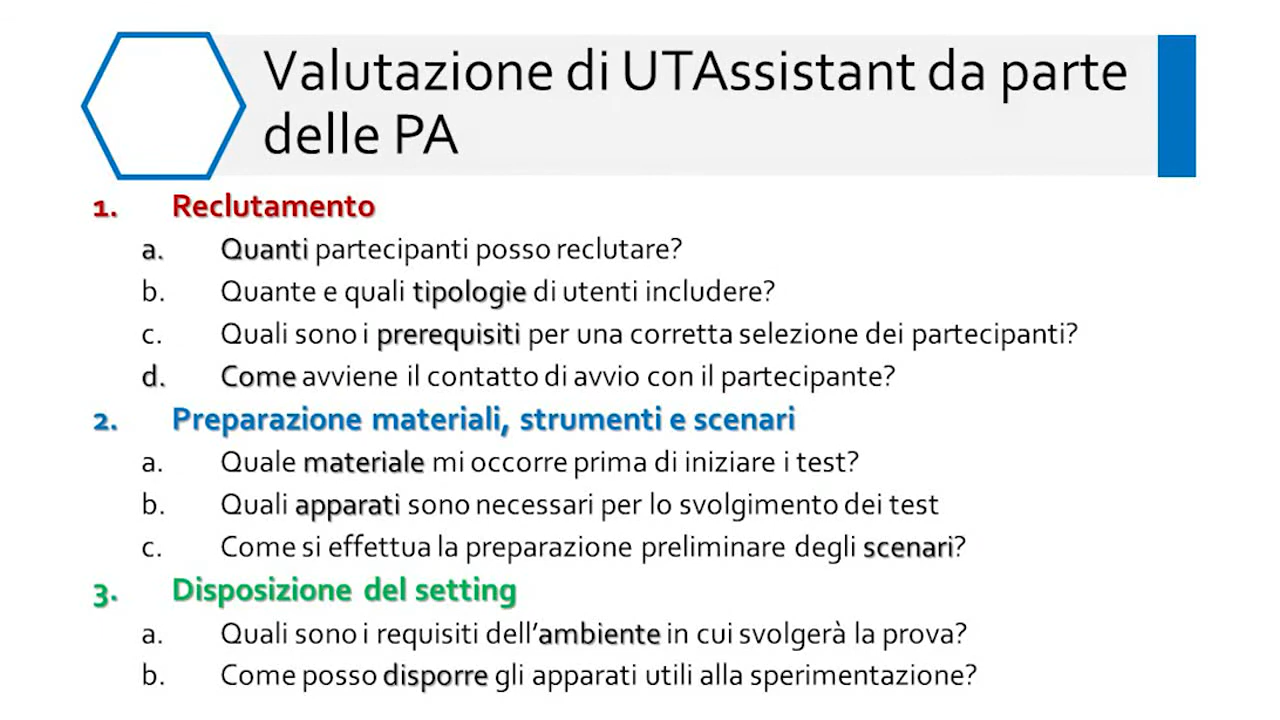 Valutazione di UTAssistant da parte
delle PA
1. Reclutamento
a. Quanti partecipanti posso reclutare?
b. Quante e quali tipologie di utenti includere?
c. Quali sono i prerequisiti per una corretta selezione dei partecipanti?
d. Come avviene il contatto di avvio con il partecipante?
2. Preparazione materiali, strumenti e scenari
a. Quale materiale mi occorre prima di iniziare i test?
b. Quali apparati sono necessari per lo svolgimento dei test
c. Come si effettua la preparazione preliminare degli scenari?
3. Disposizione del setting
a. Quali sono i requisiti dell'ambiente in cui svolgerà la prova?
b. Come posso disporre gli apparati utili alla sperimentazione?